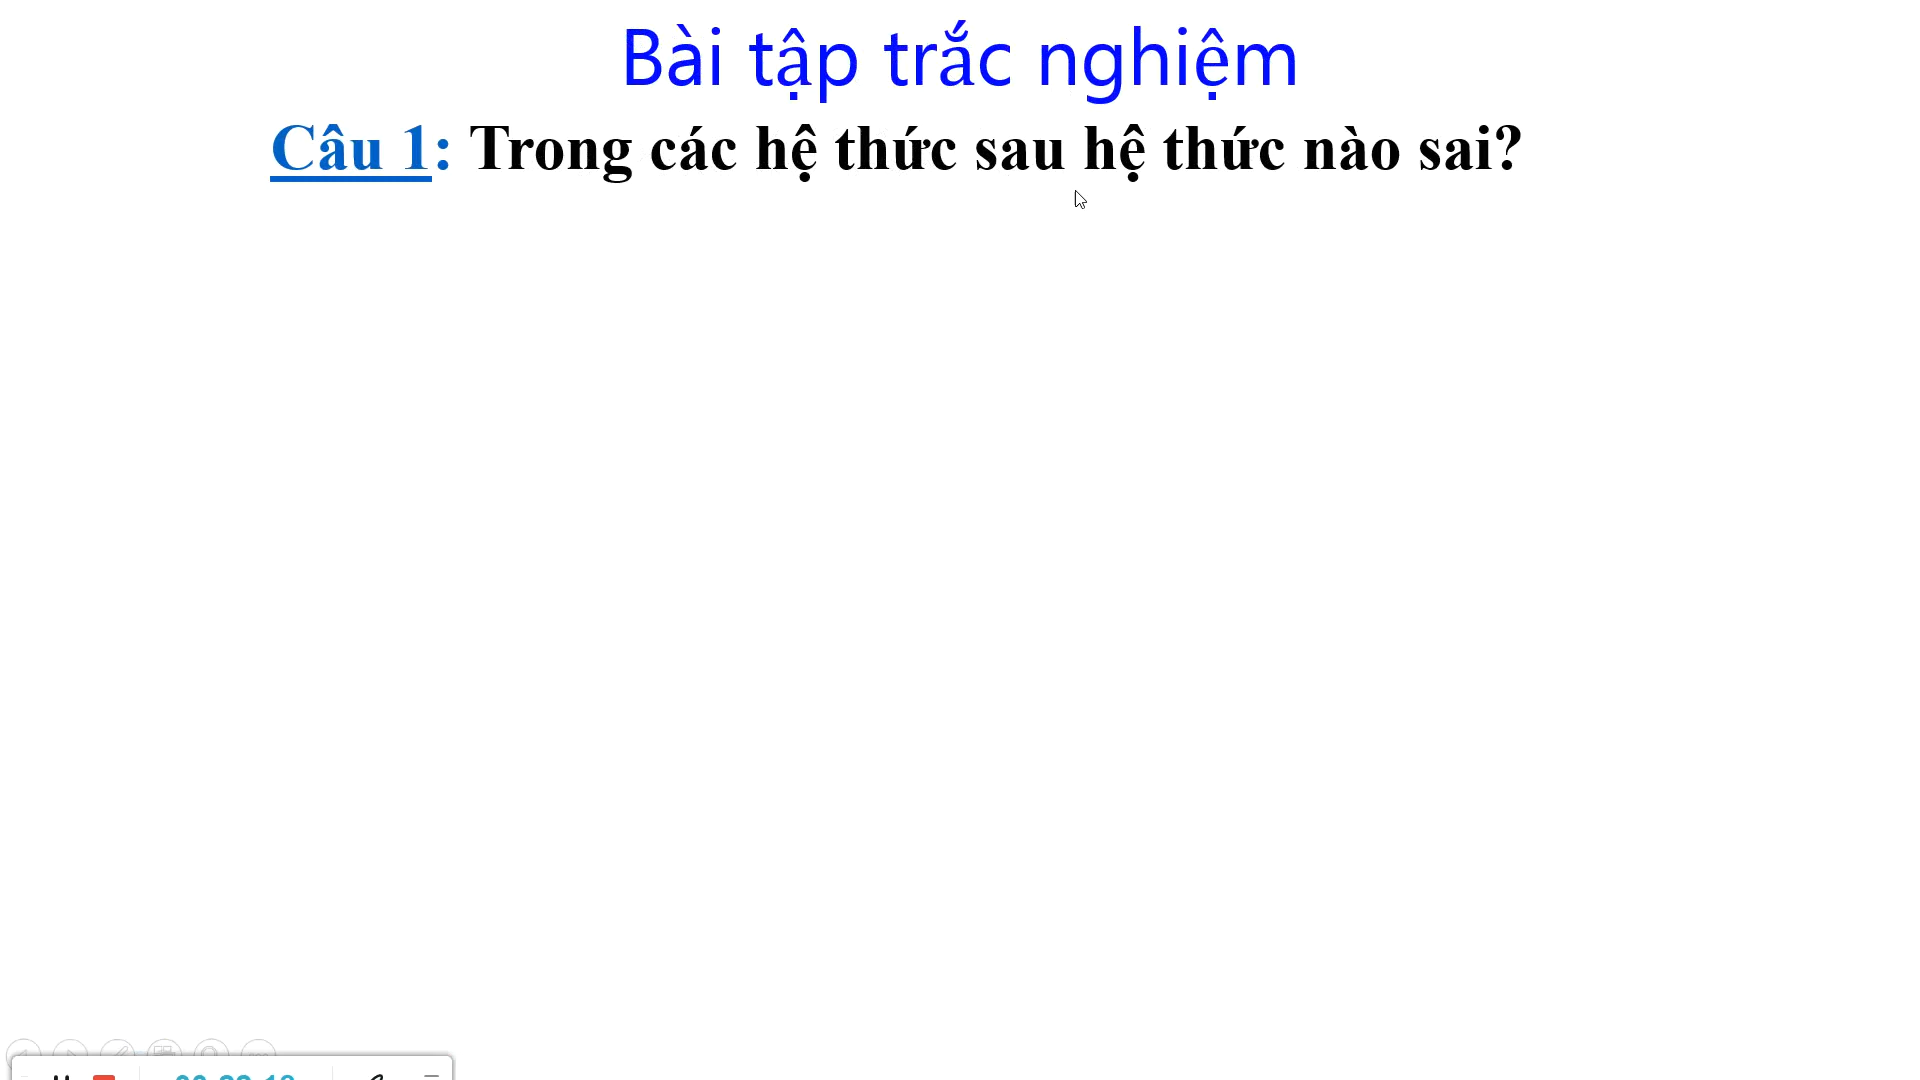 Bài tập trắc nghiệm
Câu 1: Trong các hệ thức sau hệ thức nào sai?